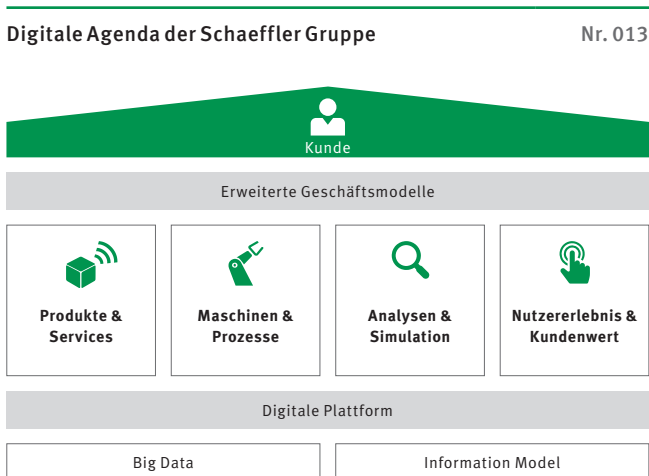 Digitale Agenda der Schaeffler Gruppe
Nr. 013
Kunde
Erweiterte Geschäftsmodelle
Produkte &
Services
Maschinen &
Prozesse
Analysen &
Simulation
Nutzererlebnis &
Kundenwert
Digitale Plattform
Big Data
Information Model